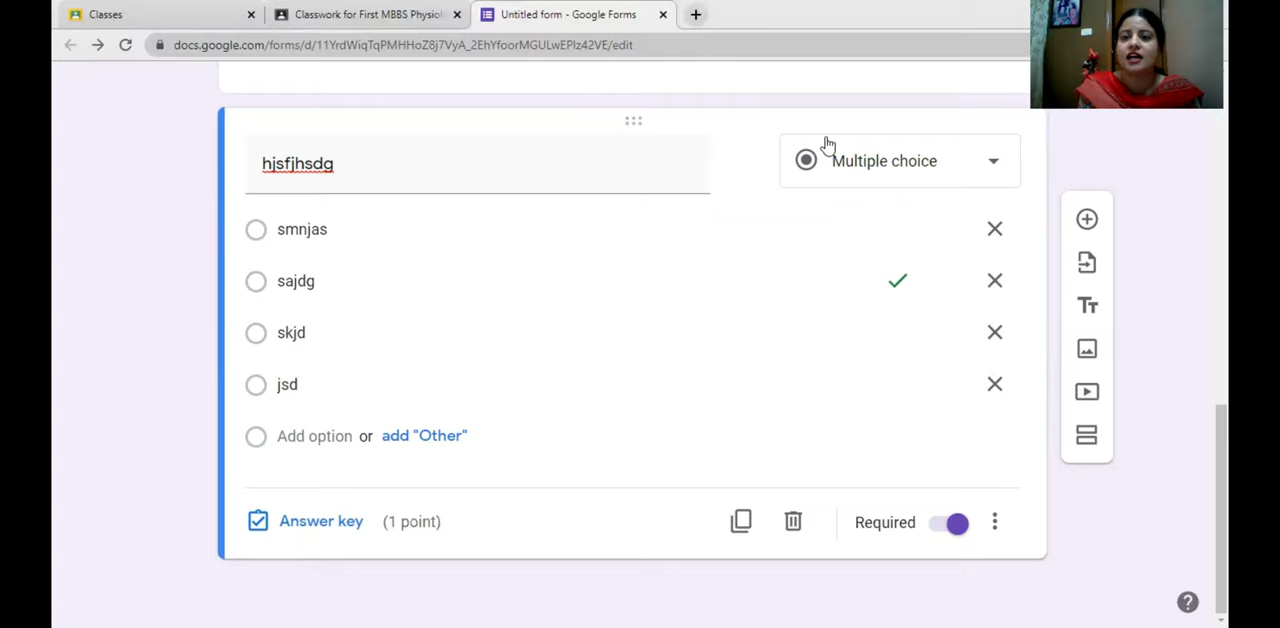 Classes
Classwork for First MBBS Physiol
Untitled form - Google Forms
docs.google.com/forms/d/11YrdWiqTqPMHHoZ8j7VyA_2EhYfoorMGULwEPlz42VE/edit
hjsfjhsdg
Multiple choice
smnjas
sajdg
skjd
jsd
Add option or add "Other"
Answer key (1 point)
Required